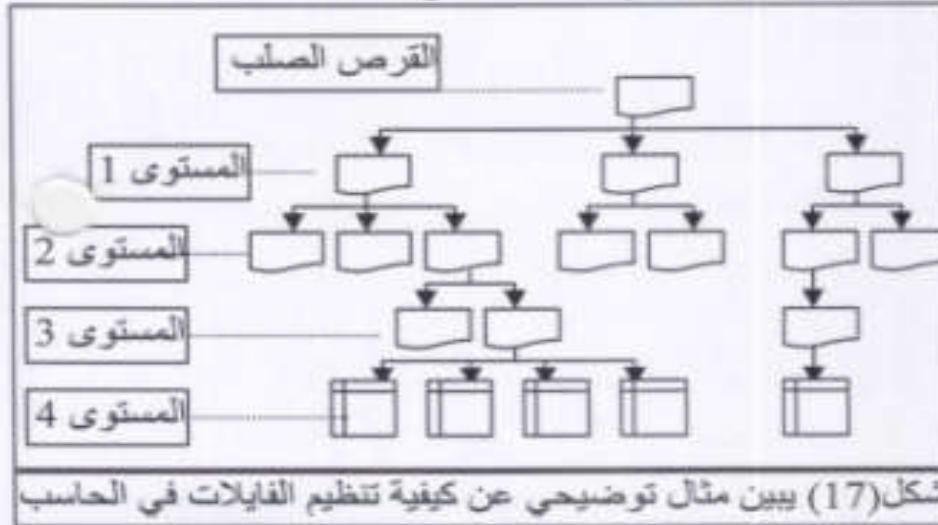 القرص الصلب
المستوى 1
المستوى 2
المستوى 3
المستوى 4
شكل(17) يبين مثال توضيحي عن كيفية تنظيم الفايلات في الحاسب